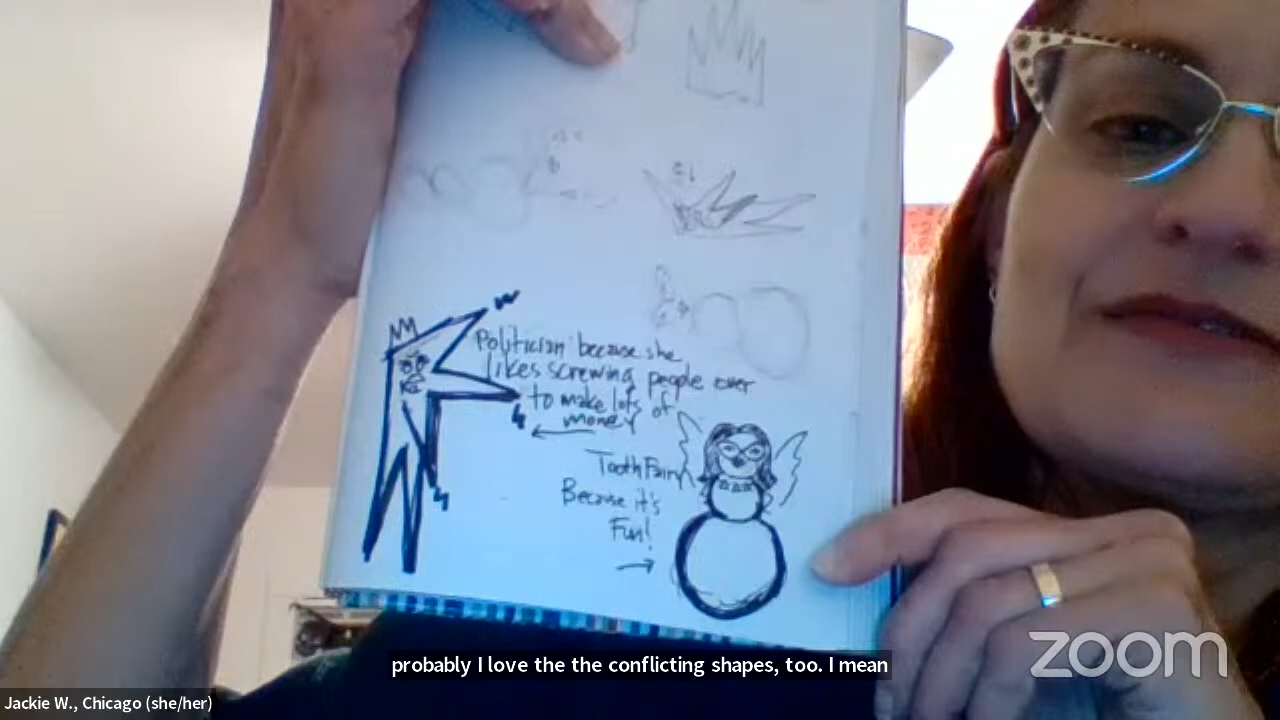 Politician because she
likes screwing people over
to make lots of
money
Tooth Fairy
Because it's
Fun!
zoom
probably I love the the conflicting shapes, too. I mean
Jackie W., Chicago (she/her)